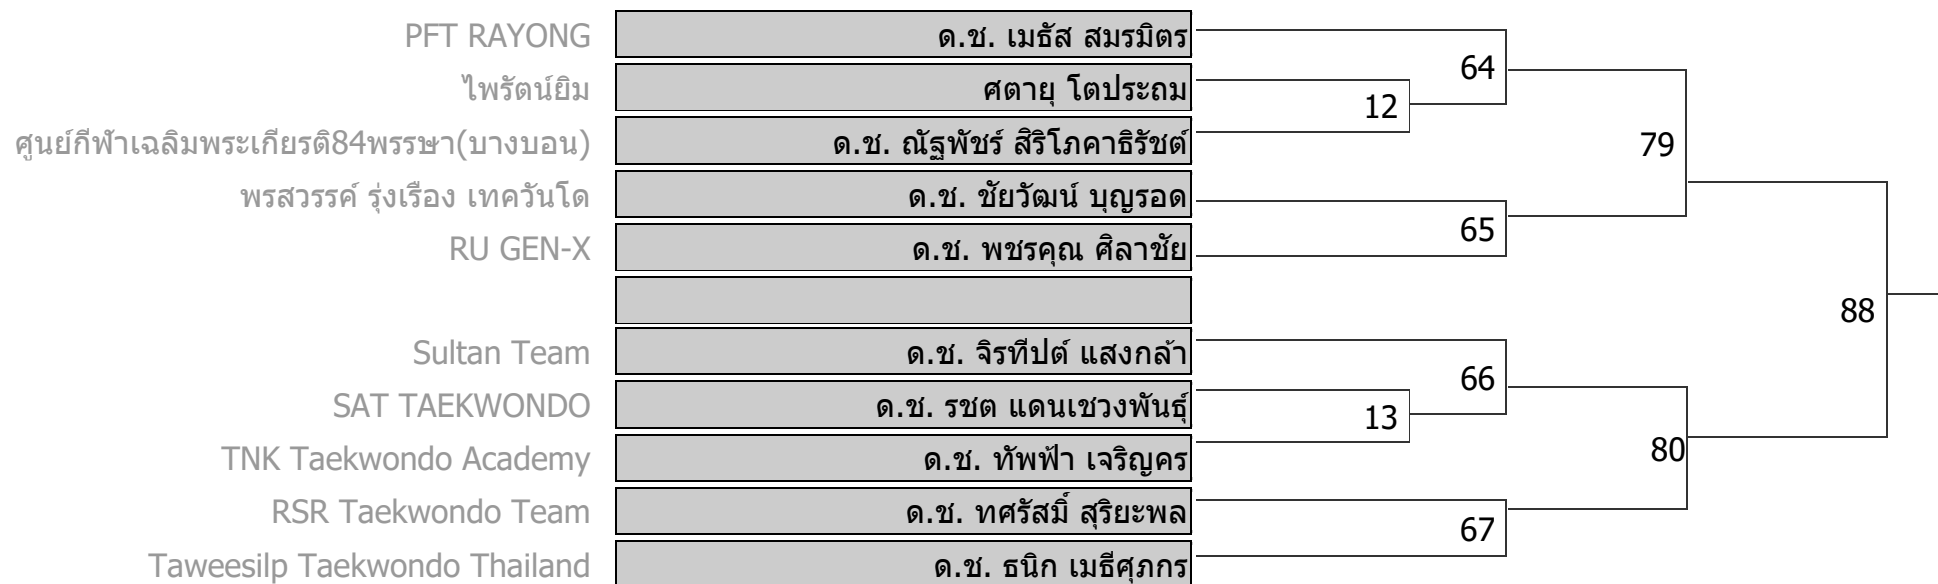 PFT RAYONG ด.ช. เมธัส สมรมิตร
64
ไพรัตน์ยิม ศตายุ โตประถม
12
ศูนย์กีฬาเฉลิมพระเกียรติ84พรรษา(บางบอน) ด.ช. ณัฐพัชร์ สิริโภคาธิรัชต์
79
พรสวรรค์ รุ่งเรือง เทควันโด ด.ช. ชัยวัฒน์ บุญรอด
65
RU GEN-X ด.ช. พชรคุณ ศิลาชัย
88
Sultan Team ด.ช. จิรทีปต์ แสงกล้า
66
SAT TAEKWONDO ด.ช. รชต แดนเชวงพันธุ์
13
TNK Taekwondo Academy ด.ช. ทัพฟ้า เจริญคร
80
RSR Taekwondo Team ด.ช. ทศรัสมิ์ สุริยะพล
67
Taweesilp Taekwondo Thailand ด.ช. ธนิก เมธีศุภกร